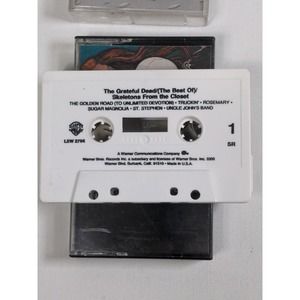 The Grateful Dead/[The Best Of]/
Skeletons From the Closet
THE GOLDEN ROAD (TO UNLIMITED DEVOTION) • TRUCKIN' • ROSEMARY •
SUGAR MAGNOLIA • ST. STEPHEN • UNCLE JOHN'S BAND
L5W 2764
1
SR
A Warner Communications Company
Warner Bros. Records Inc. a subsidiary and licensee of Warner Bros. Inc. 3300
Warner Blvd., Burbank, Calif. 91510 • Made in U.S.A.